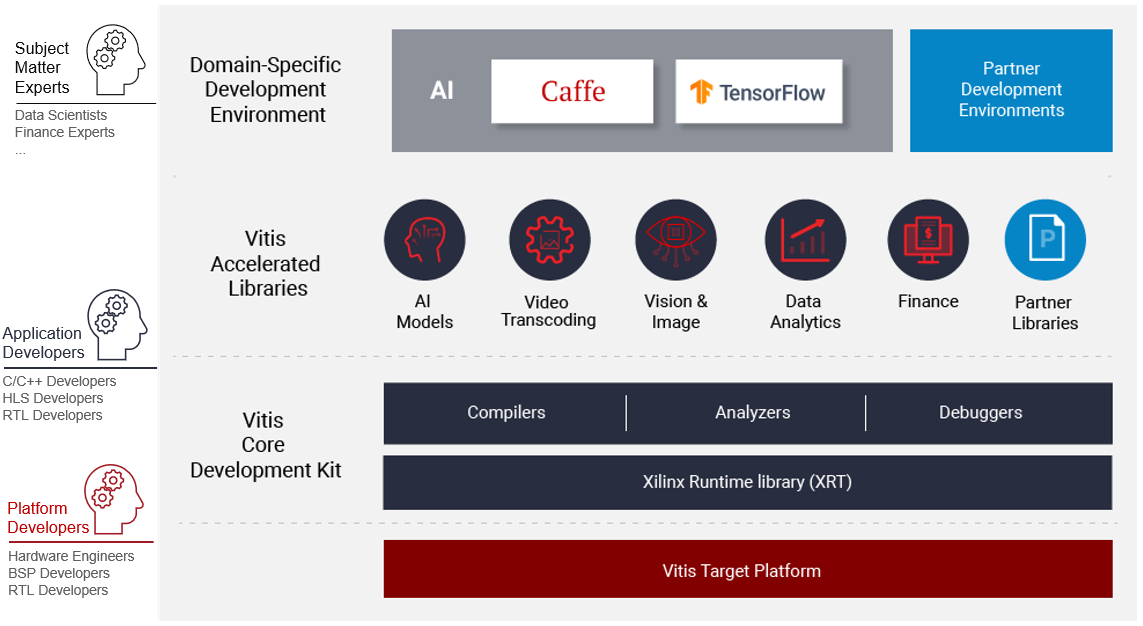 Subject
Matter
Experts
Data Scientists
Finance Experts
...
Domain-Specific
Development
Environment
AI
Caffe
TensorFlow
Partner
Development
Environments
Vitis
Accelerated
Libraries
AI
Models
Video
Transcoding
Vision &
Image
Data
Analytics
Finance
$
P
Partner
Libraries
Application
Developers
C/C++ Developers
HLS Developers
RTL Developers
Vitis
Core
Development Kit
Compilers
Analyzers
Debuggers
Xilinx Runtime library (XRT)
Platform
Developers
Hardware Engineers
BSP Developers
RTL Developers
Vitis Target Platform